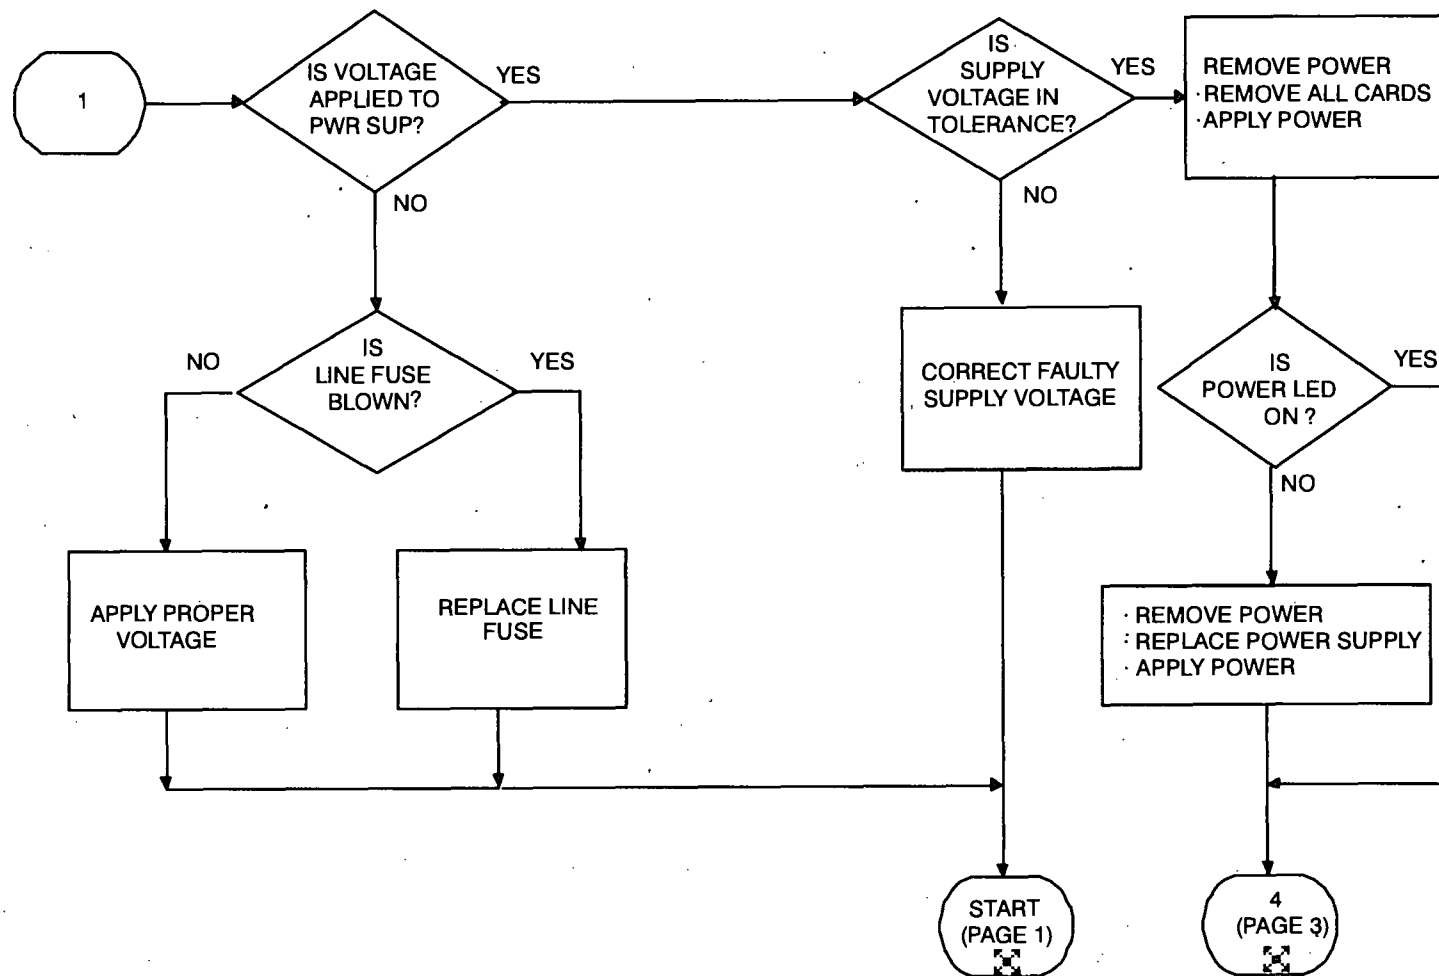 1
IS VOLTAGE
APPLIED TO
PWR SUP?
YES
NO
IS
SUPPLY
VOLTAGE IN
TOLERANCE?
YES
NO
REMOVE POWER
· REMOVE ALL CARDS
· APPLY POWER
IS
LINE FUSE
BLOWN?
NO
YES
CORRECT FAULTY
SUPPLY VOLTAGE
IS
POWER LED
ON ?
YES
NO
APPLY PROPER
VOLTAGE
REPLACE LINE
FUSE
· REMOVE POWER
· REPLACE POWER SUPPLY
· APPLY POWER
START
(PAGE 1)
4
(PAGE 3)